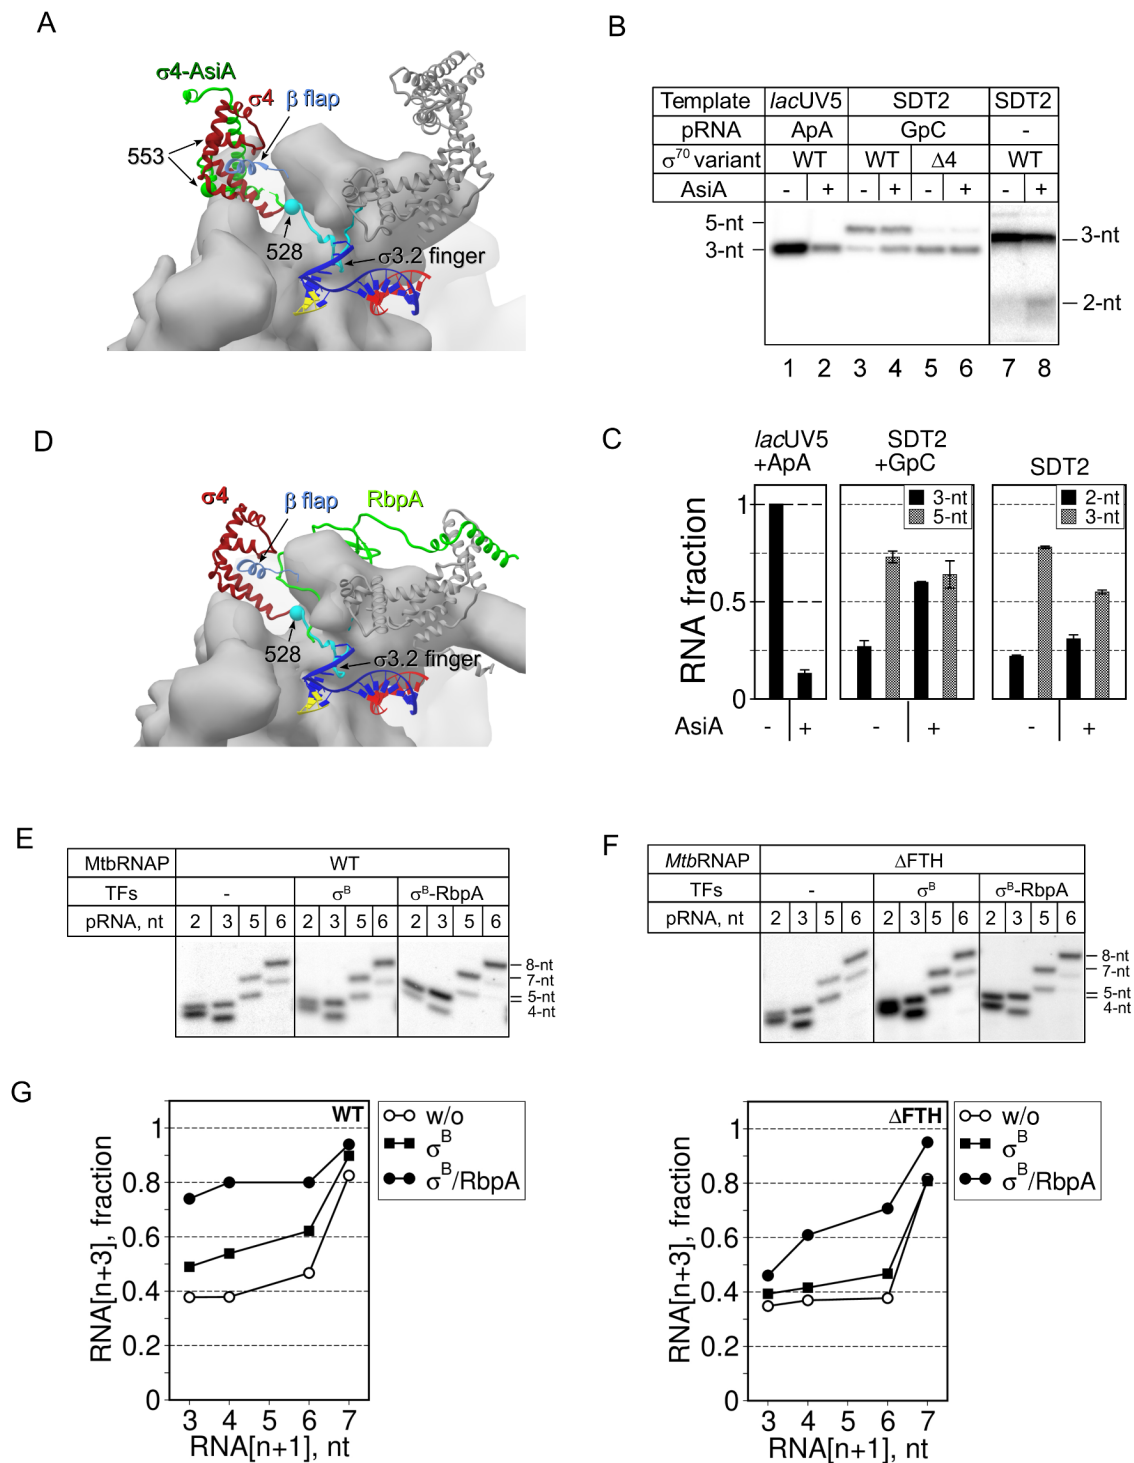 A
σ4-AsiA
σ4
β flap
553
528
σ3.2 finger
B
Template lacUV5 SDT2 SDT2
pRNA ApA GpC -
σ70 variant WT WT Δ4 WT
AsiA - + - + - + - +
5-nt
3-nt
3-nt
2-nt
1 2 3 4 5 6 7 8
D
σ4
β flap
RbpA
528
σ3.2 finger
C
lacUV5
+ApA
SDT2
+GpC
SDT2
3-nt
5-nt
2-nt
3-nt
RNA fraction
1
0.5
0
AsiA - + - + - +
E
MtbRNAP WT
TFs - σB σB-RbpA
pRNA, nt 2 3 5 6 2 3 5 6 2 3 5 6
8-nt
7-nt
5-nt
4-nt
F
MtbRNAP ΔFTH
TFs - σB σB-RbpA
pRNA, nt 2 3 5 6 2 3 5 6 2 3 5 6
8-nt
7-nt
5-nt
4-nt
G
WT
w/o
σB
σB/RbpA
RNA[n+3], fraction
1
0.8
0.6
0.4
0.2
0
3 4 5 6 7
RNA[n+1], nt
ΔFTH
w/o
σB
σB/RbpA
RNA[n+3], fraction
1
0.8
0.6
0.4
0.2
0
3 4 5 6 7
RNA[n+1], nt